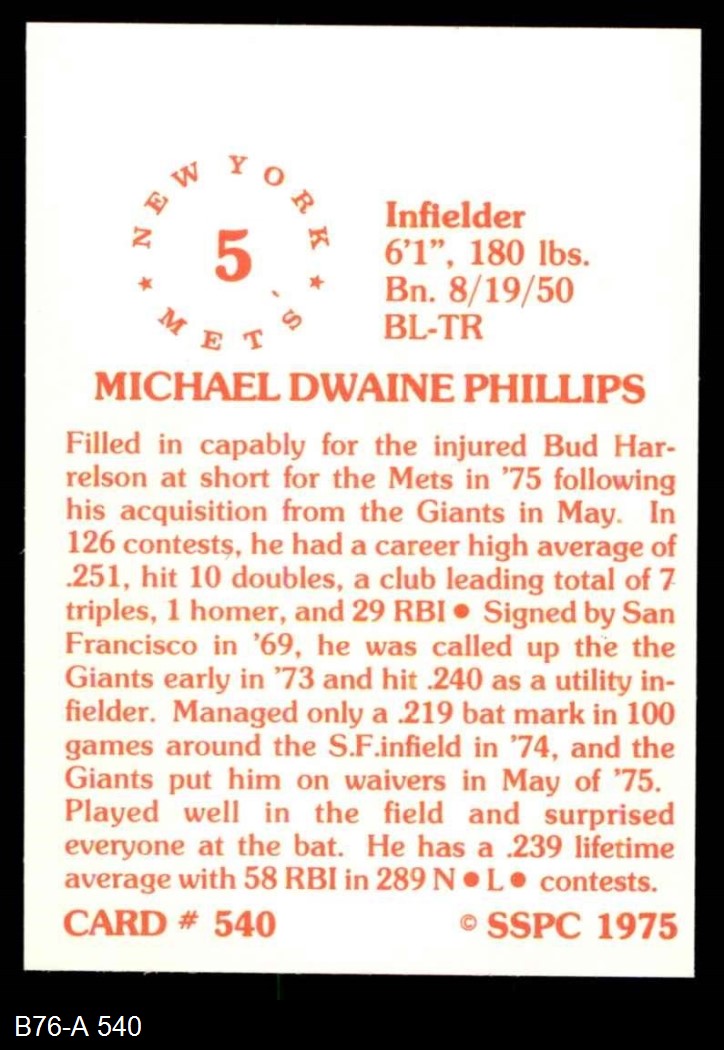 NEW YORK
★ MET'S ★
5
Infielder
6'1", 180 lbs.
Bn. 8/19/50
BL-TR
MICHAEL DWAINE PHILLIPS
Filled in capably for the injured Bud Har-
relson at short for the Mets in '75 following
his acquisition from the Giants in May. In
126 contests, he had a career high average of
.251, hit 10 doubles, a club leading total of 7
triples, 1 homer, and 29 RBI ● Signed by San
Francisco in '69, he was called up the the
Giants early in '73 and hit .240 as a utility in-
fielder. Managed only a .219 bat mark in 100
games around the S.F.infield in '74, and the
Giants put him on waivers in May of '75.
Played well in the field and surprised
everyone at the bat. He has a .239 lifetime
average with 58 RBI in 289 N●L● contests.
CARD # 540
© SSPC 1975
B76-A 540